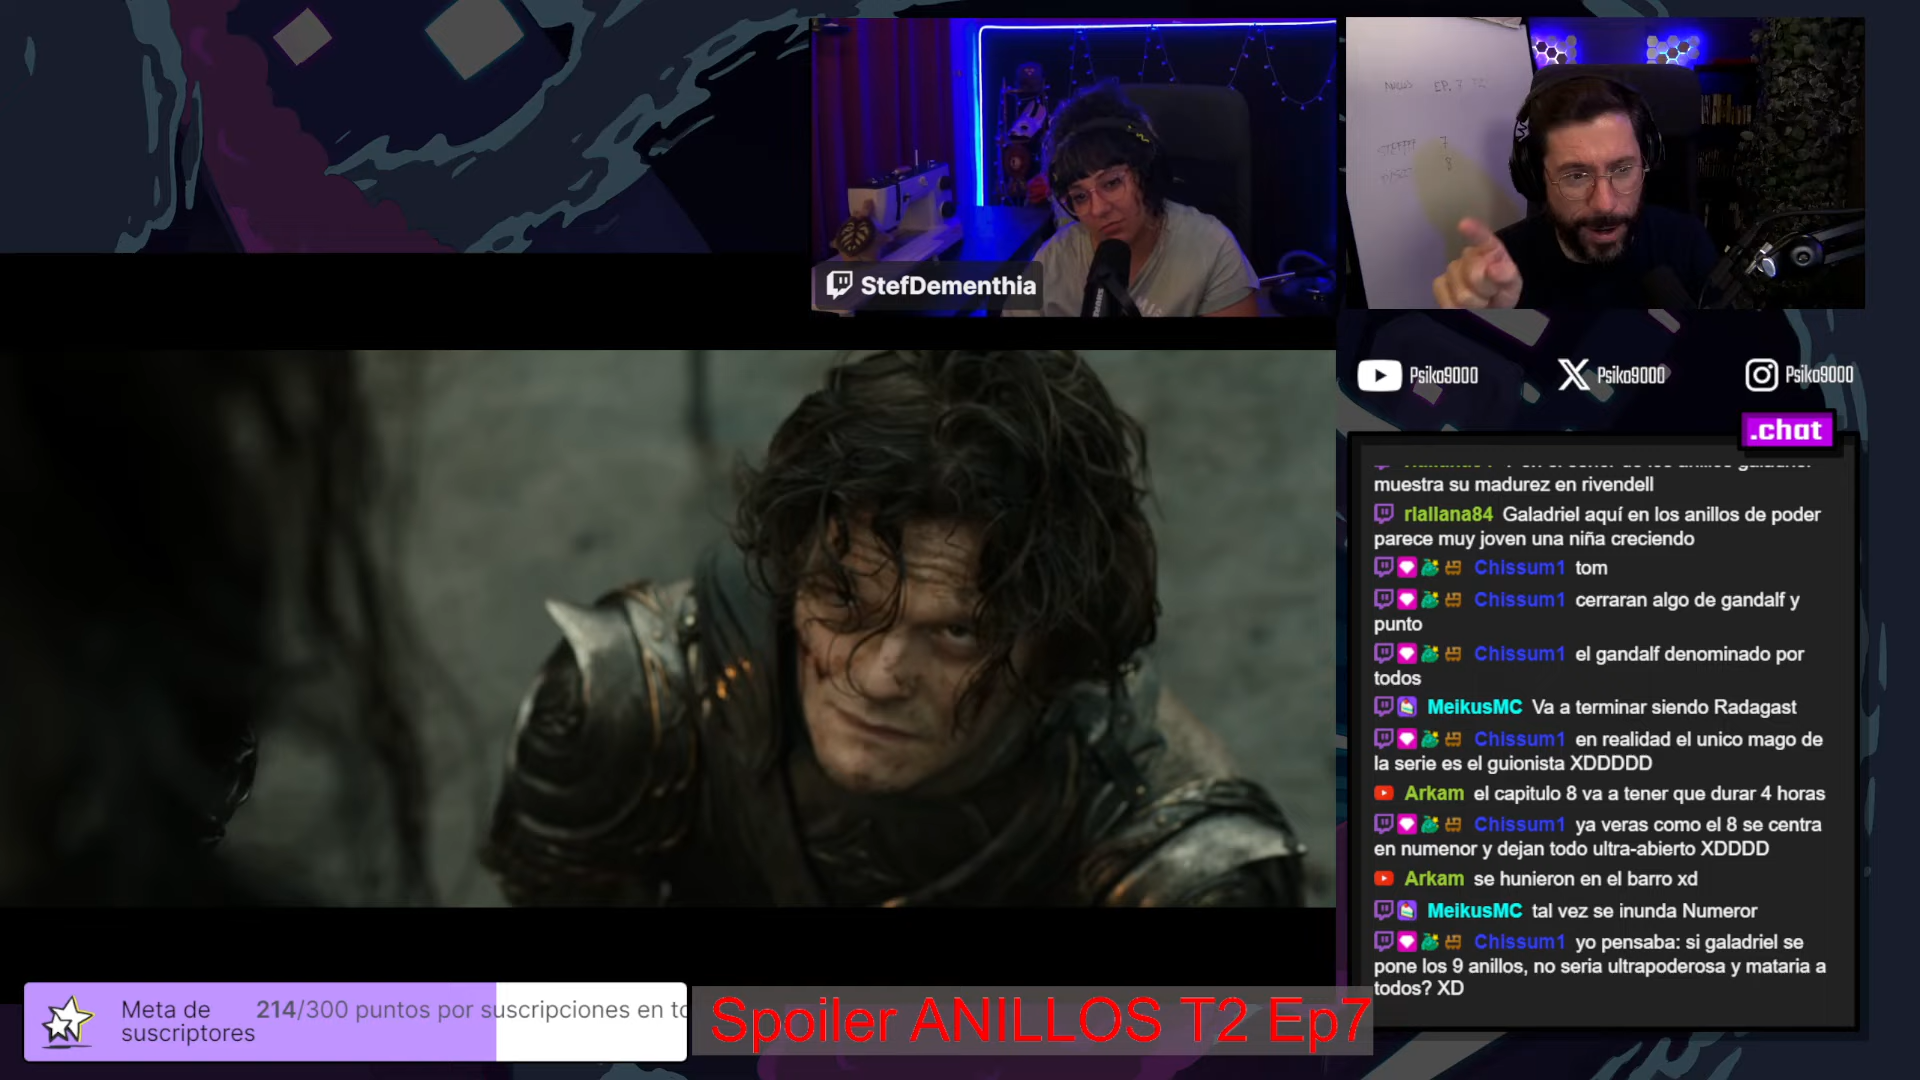 EP. 7
7
8
StefDementhia
Psiko9000
Psiko9000
Psiko9000
.chat
muestra su madurez en rivendell
rlallana84 Galadriel aquí en los anillos de poder
parece muy joven una niña creciendo
Chissum1 tom
Chissum1 cerraran algo de gandalf y
punto
Chissum1 el gandalf denominado por
todos
MeikusMC Va a terminar siendo Radagast
Chissum1 en realidad el unico mago de
la serie es el guionista XDDDDD
Arkam el capitulo 8 va a tener que durar 4 horas
Chissum1 ya veras como el 8 se centra
en numenor y dejan todo ultra-abierto XDDDD
Arkam se hunieron en el barro xd
MeikusMC tal vez se inunda Numeror
Chissum1 yo pensaba: si galadriel se
pone los 9 anillos, no seria ultrapoderosa y mataria a
todos? XD
Meta de
suscriptores
214/300 puntos por suscripciones en to
Spoiler ANILLOS T2 Ep7